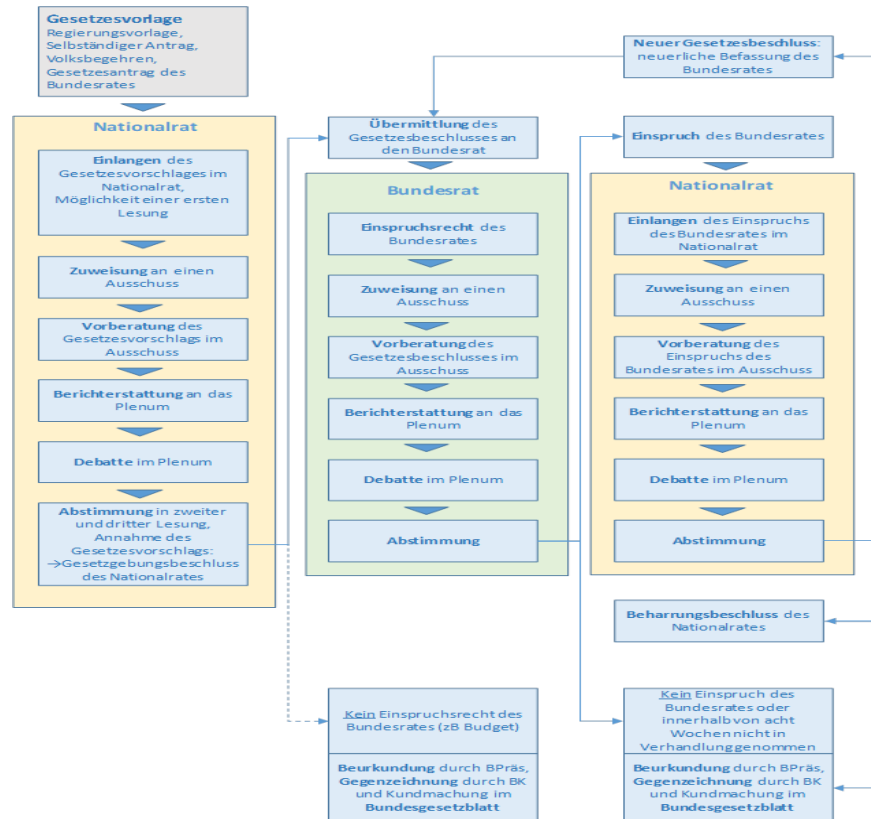 Gesetzesvorlage
Regierungsvorlage,
Selbständiger Antrag,
Volksbegehren,
Gesetzesantrag des
Bundesrates
Nationalrat
Einlangen des
Gesetzesvorschlages im
Nationalrat,
Möglichkeit einer ersten
Lesung
Zuweisung an einen
Ausschuss
Vorberatung des
Gesetzesvorschlags im
Ausschuss
Berichterstattung an das
Plenum
Debatte im Plenum
Abstimmung in zweiter
und dritter Lesung,
Annahme des
Gesetzesvorschlags:
→Gesetzgebungsbeschluss
des Nationalrates
Übermittlung des
Gesetzesbeschlusses an
den Bundesrat
Bundesrat
Einspruchsrecht des
Bundesrates
Zuweisung an einen
Ausschuss
Vorberatung des
Gesetzesbeschlusses im
Ausschuss
Berichterstattung an das
Plenum
Debatte im Plenum
Abstimmung
Kein Einspruchsrecht des
Bundesrates (zB Budget)
Beurkundung durch BPräs,
Gegenzeichnung durch BK
und Kundmachung im
Bundesgesetzblatt
Neuer Gesetzesbeschluss:
neuerliche Befassung des
Bundesrates
Einspruch des Bundesrates
Nationalrat
Einlangen des Einspruchs
des Bundesrates im
Nationalrat
Zuweisung an einen
Ausschuss
Vorberatung des
Einspruchs des
Bundesrates im Ausschuss
Berichterstattung an das
Plenum
Debatte im Plenum
Abstimmung
Beharrungsbeschluss des
Nationalrates
Kein Einspruch des
Bundesrates oder
innerhalb von acht
Wochen nicht in
Verhandlung genommen
Beurkundung durch BPräs,
Gegenzeichnung durch BK
und Kundmachung im
Bundesgesetzblatt